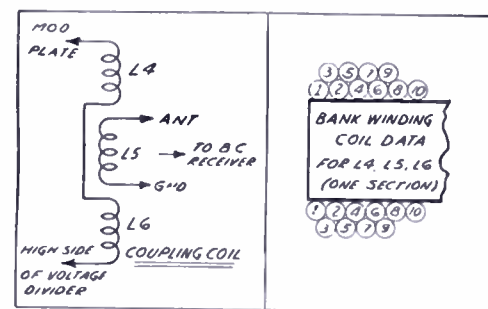 MOD
PLATE
L4
ANT
L5
TO BC
RECEIVER
GND
L6
HIGH SIDE
OF VOLTAGE
DIVIDER
COUPLING COIL
3 5 7 9
1 2 4 6 8 10
BANK WINDING
COIL DATA
FOR L4, L5, L6
(ONE SECTION)
1 2 4 6 8 10
3 5 7 9